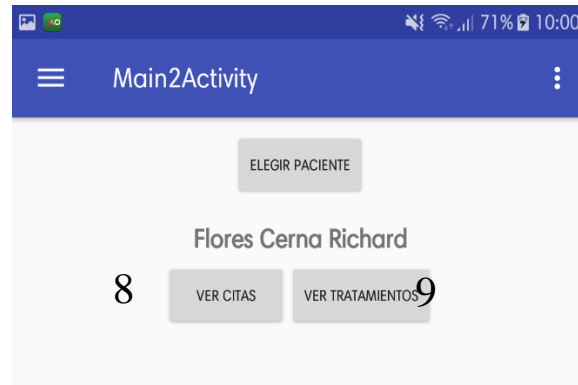 71% 10:00
Main2Activity
ELEGIR PACIENTE
Flores Cerna Richard
8 VER CITAS VER TRATAMIENTOS 9